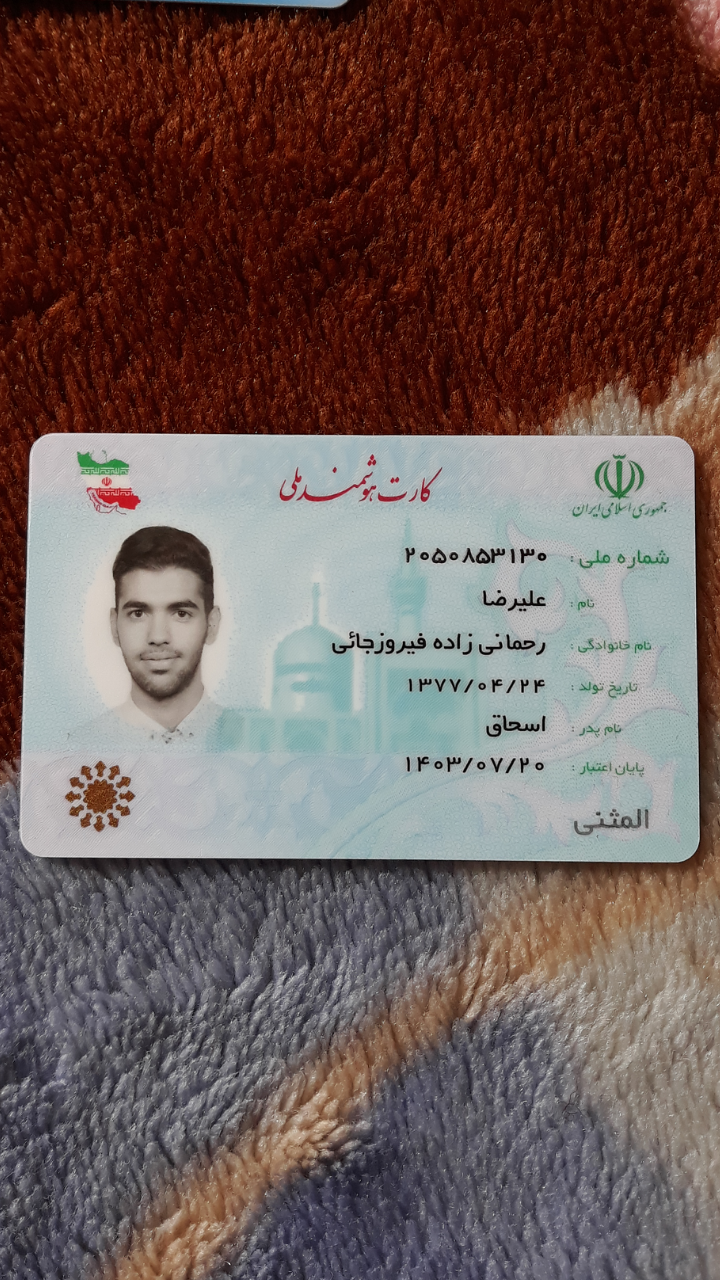 کارت هوشمند ملی
جمهوری اسلامی ایران
شماره ملی : ۲۰۵۰۸۵۳۱۳۰
نام : علیرضا
نام خانوادگی : رحمانی زاده فیروزجائی
تاریخ تولد : ۱۳۷۷/۰۴/۲۴
نام پدر : اسحاق
پایان اعتبار : ۱۴۰۳/۰۷/۲۰
المثنی